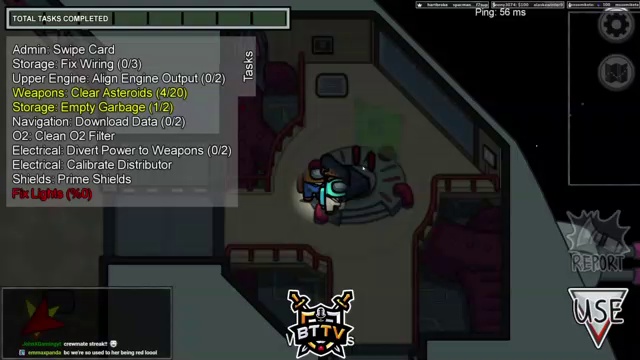 TOTAL TASKS COMPLETED
Ping: 56 ms
Tasks
Admin: Swipe Card
Storage: Fix Wiring (0/3)
Upper Engine: Align Engine Output (0/2)
Weapons: Clear Asteroids (4/20)
Storage: Empty Garbage (1/2)
Navigation: Download Data (0/2)
O2: Clean O2 Filter
Electrical: Divert Power to Weapons (0/2)
Electrical: Calibrate Distributor
Shields: Prime Shields
Fix Lights (%0)
REPORT
USE
BTTV
crewmate streak!!
emmaxpanda bc we're so used to her being red loool